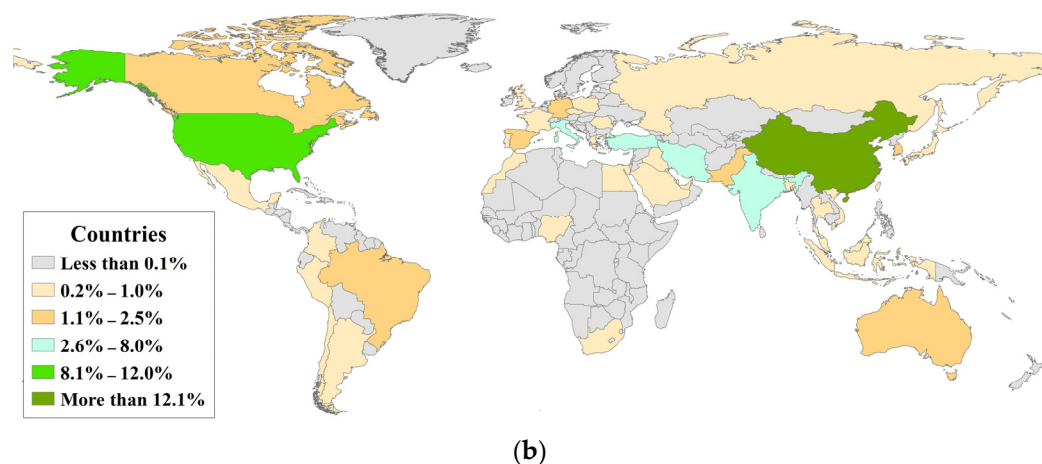 Countries
Less than 0.1%
0.2% – 1.0%
1.1% – 2.5%
2.6% – 8.0%
8.1% – 12.0%
More than 12.1%
(b)